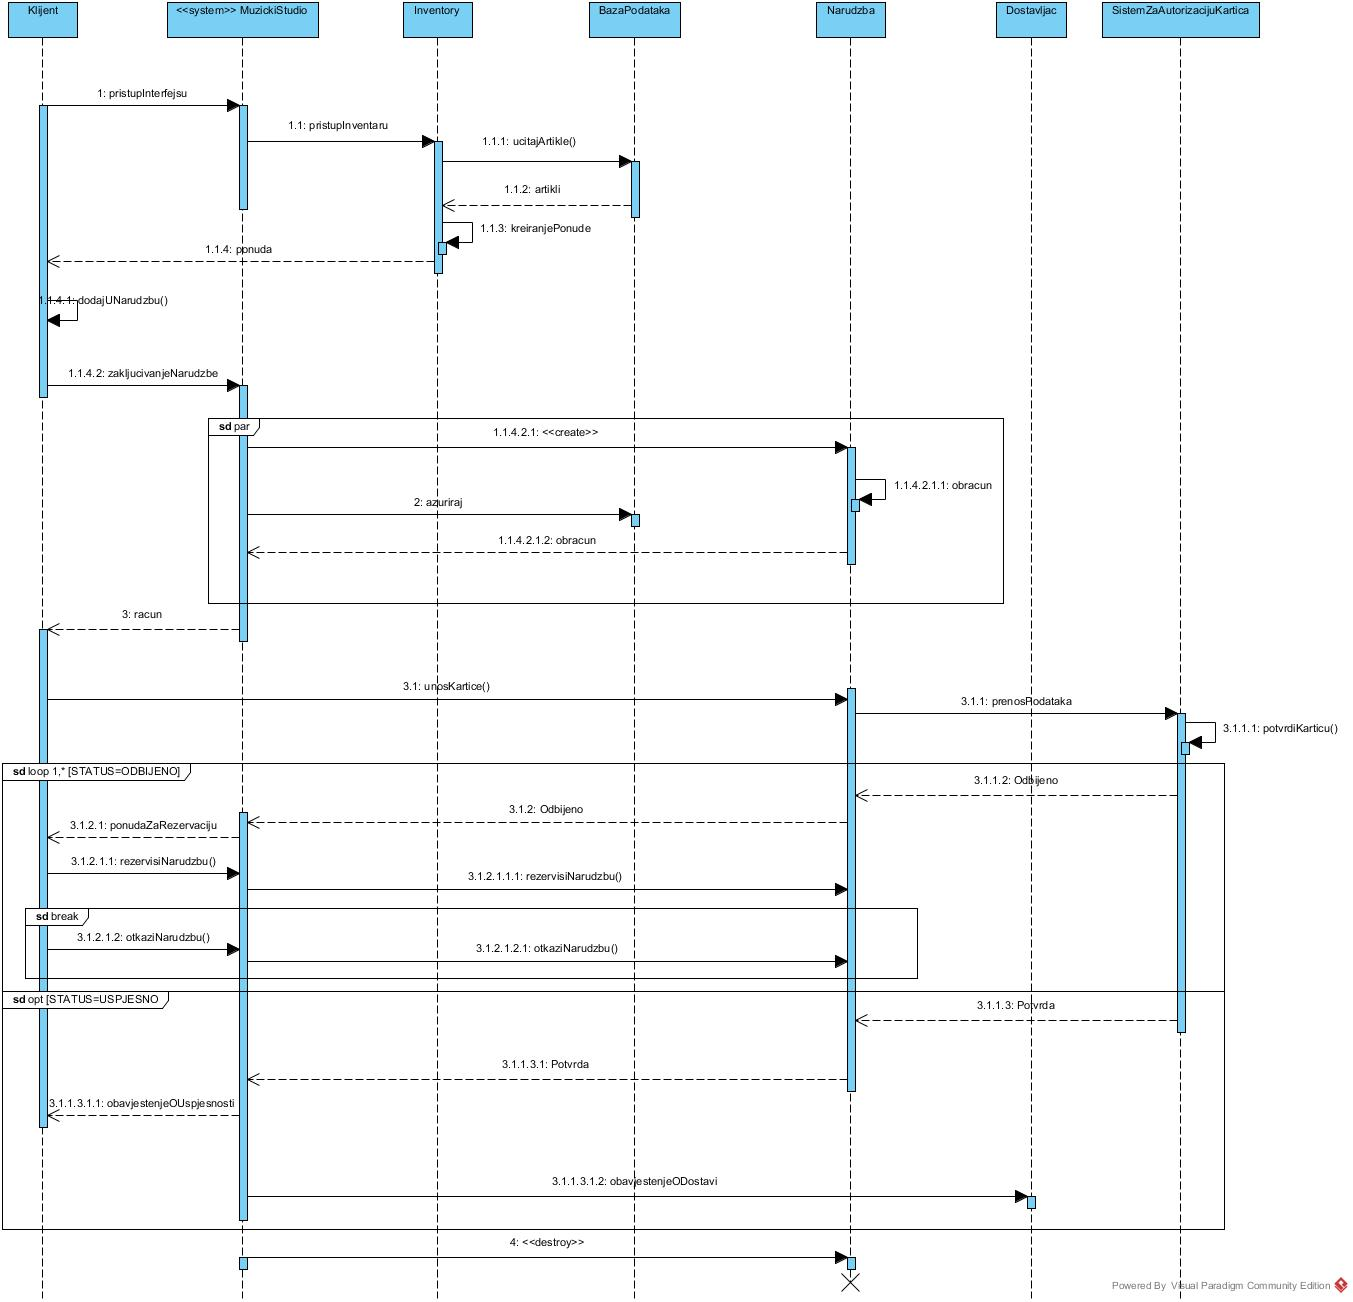 Klijent
<<system>> MuzickiStudio
Inventory
BazaPodataka
Narudzba
Dostavljac
SistemZaAutorizacijuKartica
1: pristupInterfejsu
1.1: pristupInventaru
1.1.1: ucitajArtikle()
1.1.2: artikli
1.1.3: kreiranjePonude
1.1.4: ponuda
1.1.4.1: dodajUNarudzbu()
1.1.4.2: zakljucivanjeNarudzbe
sd par
1.1.4.2.1: <<create>>
1.1.4.2.1.1: obracun
2: azuriraj
1.1.4.2.1.2: obracun
3: racun
3.1: unosKartice()
3.1.1: prenosPodataka
3.1.1.1: potvrdiKarticu()
sd loop 1,* [STATUS=ODBIJENO]
3.1.1.2: Odbijeno
3.1.2: Odbijeno
3.1.2.1: ponudaZaRezervaciju
3.1.2.1.1: rezervisiNarudzbu()
3.1.2.1.1.1: rezervisiNarudzbu()
sd break
3.1.2.1.2: otkaziNarudzbu()
3.1.2.1.2.1: otkaziNarudzbu()
sd opt [STATUS=USPJESNO
3.1.1.3: Potvrda
3.1.1.3.1: Potvrda
3.1.1.3.1.1: obavjestenjeOUspjesnosti
3.1.1.3.1.2: obavjestenjeODostavi
4: <<destroy>>
Powered By Visual Paradigm Community Edition